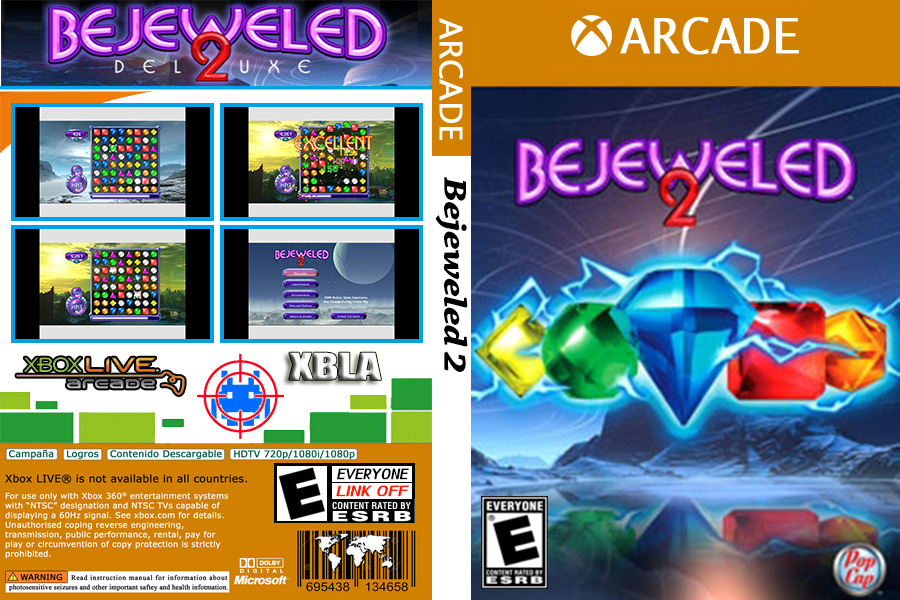 BEJEWELED
2
DELUXE
EXCELLENT
BEJEWELED
2
XBOX LIVE
arcade
XBLA
Campaña
Logros
Contenido Descargable
HDTV 720p/1080i/1080p
Xbox LIVE® is not available in all countries.
For use only with Xbox 360® entertainment systems
with “NTSC” designation and NTSC TVs capable of
displaying a 60Hz signal. See xbox.com for details.
Unauthorised coping reverse engineering,
transmission, public performance, rental, pay for
play or circumvention of copy protection is strictly
prohibited.
WARNING Read instruction manual for information about
photosensitive seizures and other important saftey and health infotmation.
E
EVERYONE
LINK OFF
CONTENT RATED BY
ESRB
DOLBY
DIGITAL
Microsoft
695438 134658
ARCADE
Bejeweled 2
ARCADE
BEJEWELED
2
EVERYONE
E
CONTENT RATED BY
ESRB
Pop
Cap